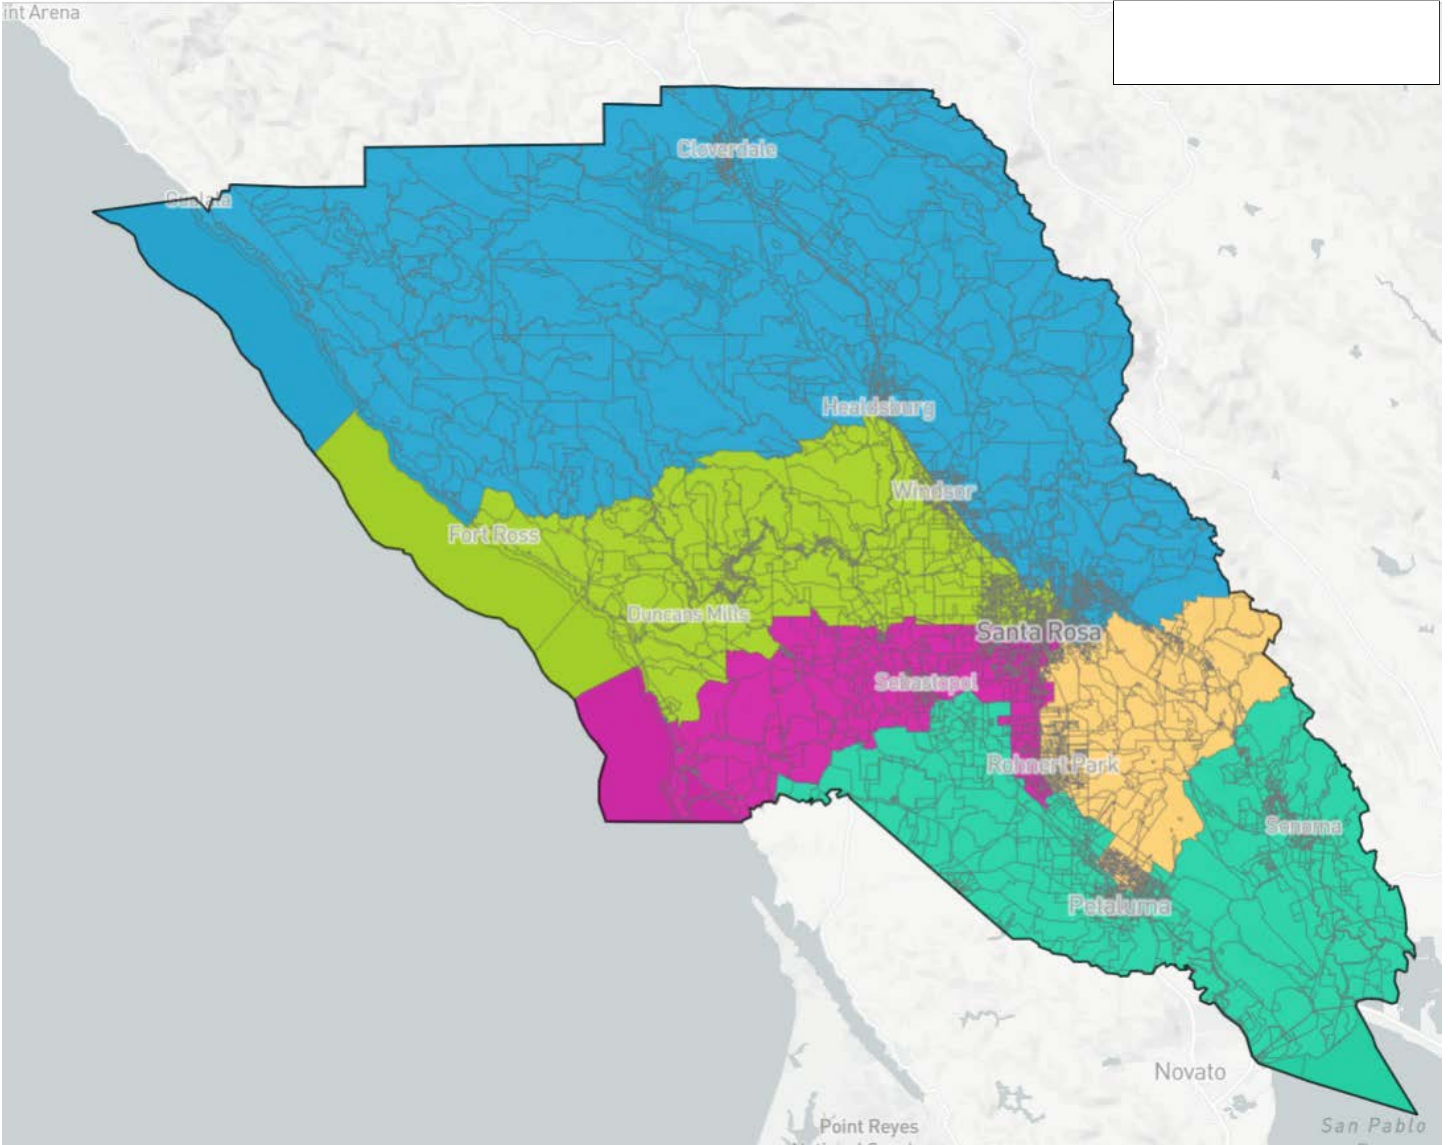 int Arena
Cloverdale
Gualala
Healdsburg
Windsor
Fort Ross
Duncans Mills
Santa Rosa
Sebastopol
Rohnert Park
Sonoma
Petaluma
Novato
Point Reyes
San Pablo